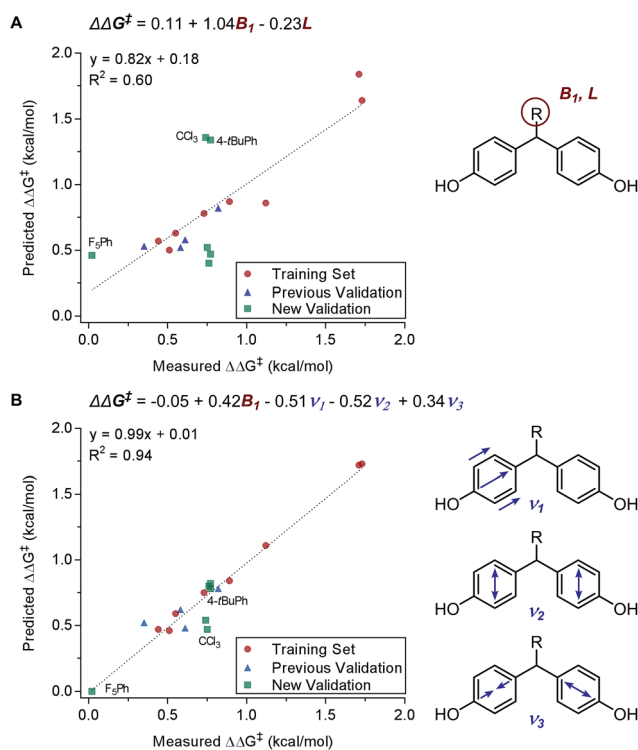 A
ΔΔG‡ = 0.11 + 1.04B₁ - 0.23L
y = 0.82x + 0.18
R² = 0.60
2.0
1.5
1.0
0.5
0.0
Predicted ΔΔG‡ (kcal/mol)
CCl₃
4-tBuPh
F₅Ph
Training Set
Previous Validation
New Validation
0.0 0.5 1.0 1.5 2.0
Measured ΔΔG‡ (kcal/mol)
B₁, L
R
HO OH
B
ΔΔG‡ = -0.05 + 0.42B₁ - 0.51ν₁ - 0.52ν₂ + 0.34ν₃
y = 0.99x + 0.01
R² = 0.94
2.0
1.5
1.0
0.5
0.0
Predicted ΔΔG‡ (kcal/mol)
4-tBuPh
CCl₃
F₅Ph
Training Set
Previous Validation
New Validation
0.0 0.5 1.0 1.5 2.0
Measured ΔΔG‡ (kcal/mol)
R
HO OH
ν₁
R
HO OH
ν₂
R
HO OH
ν₃